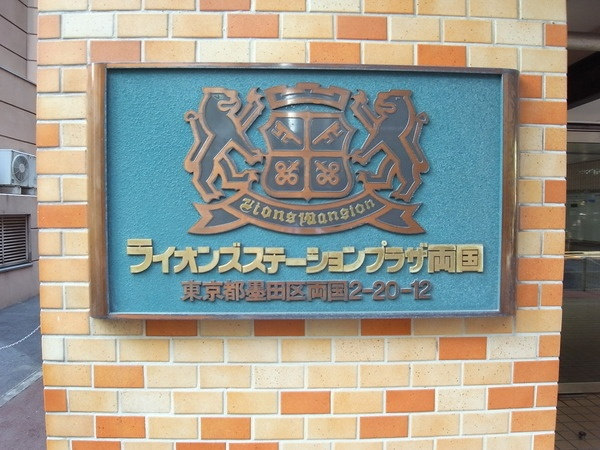 Lions Mansion
ライオンズステーションプラザ両国
東京都墨田区両国2-20-12